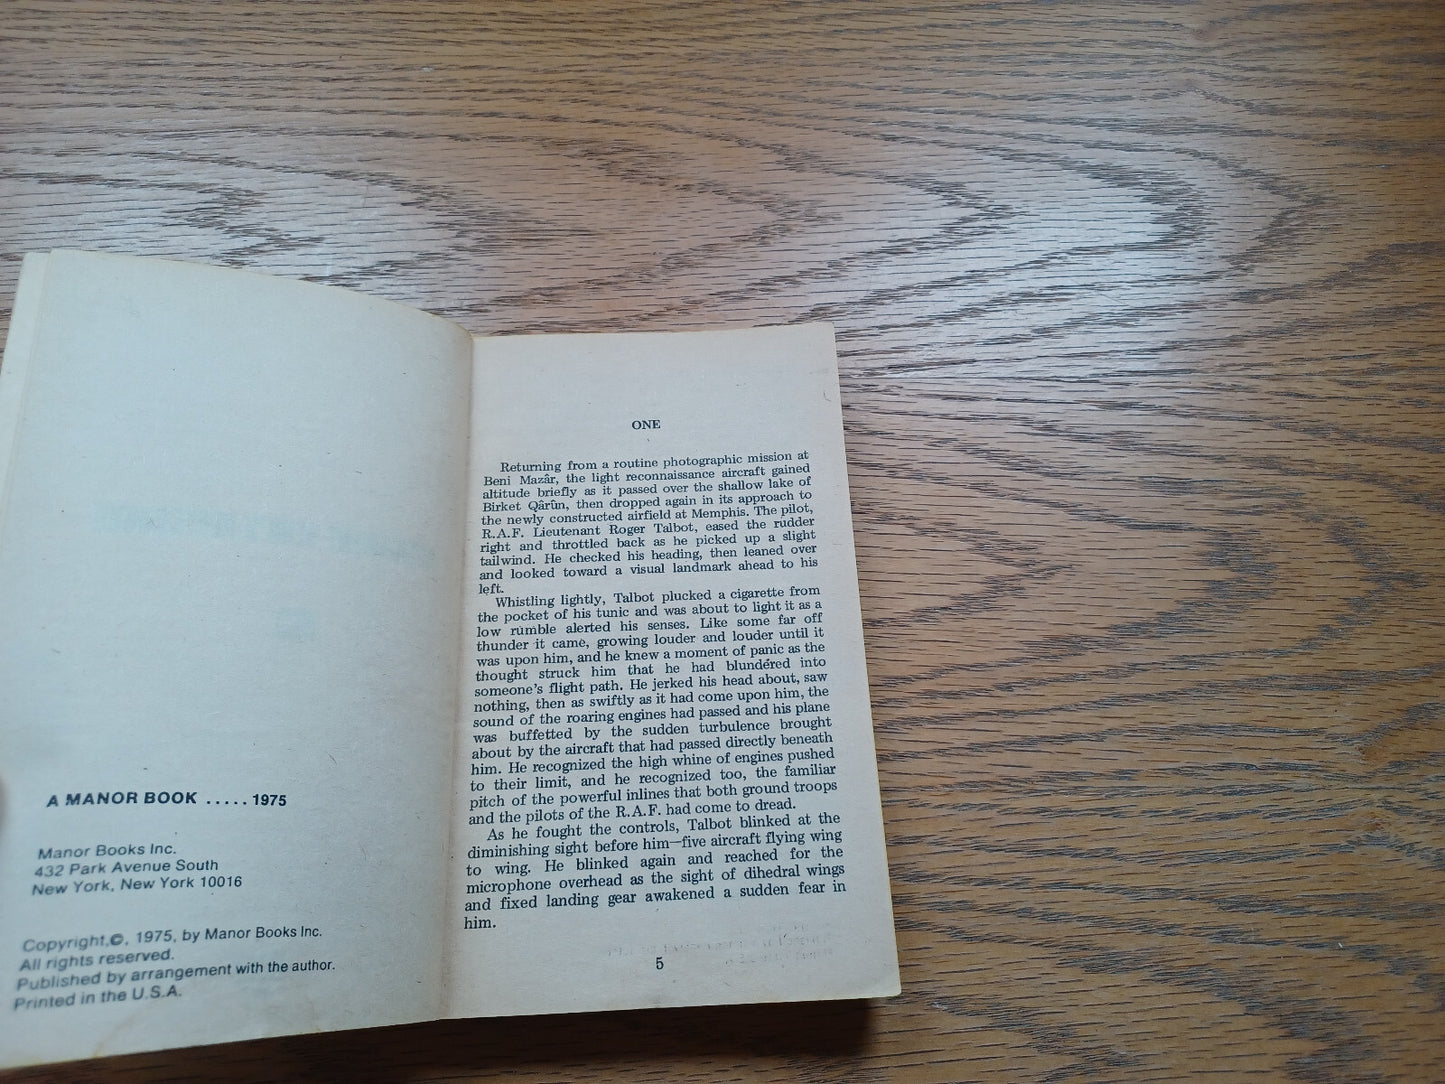 A MANOR BOOK ..... 1975
Manor Books Inc.
432 Park Avenue South
New York, New York 10016
Copyright,©, 1975, by Manor Books Inc.
All rights reserved.
Published by arrangement with the author.
Printed in the U.S.A.
ONE
Returning from a routine photographic mission at
Beni Mazâr, the light reconnaissance aircraft gained
altitude briefly as it passed over the shallow lake of
Birket Qârûn, then dropped again in its approach to
the newly constructed airfield at Memphis. The pilot,
R.A.F. Lieutenant Roger Talbot, eased the rudder
right and throttled back as he picked up a slight
tailwind. He checked his heading, then leaned over
and looked toward a visual landmark ahead to his
left.
Whistling lightly, Talbot plucked a cigarette from
the pocket of his tunic and was about to light it as a
low rumble alerted his senses. Like some far off
thunder it came, growing louder and louder until it
was upon him, and he knew a moment of panic as the
thought struck him that he had blundered into
someone's flight path. He jerked his head about, saw
nothing, then as swiftly as it had come upon him, the
sound of the roaring engines had passed and his plane
was buffetted by the sudden turbulence brought
about by the aircraft that had passed directly beneath
him. He recognized the high whine of engines pushed
to their limit, and he recognized too, the familiar
pitch of the powerful inlines that both ground troops
and the pilots of the R.A.F. had come to dread.
As he fought the controls, Talbot blinked at the
diminishing sight before him—five aircraft flying wing
to wing. He blinked again and reached for the
microphone overhead as the sight of dihedral wings
and fixed landing gear awakened a sudden fear in
him.
5